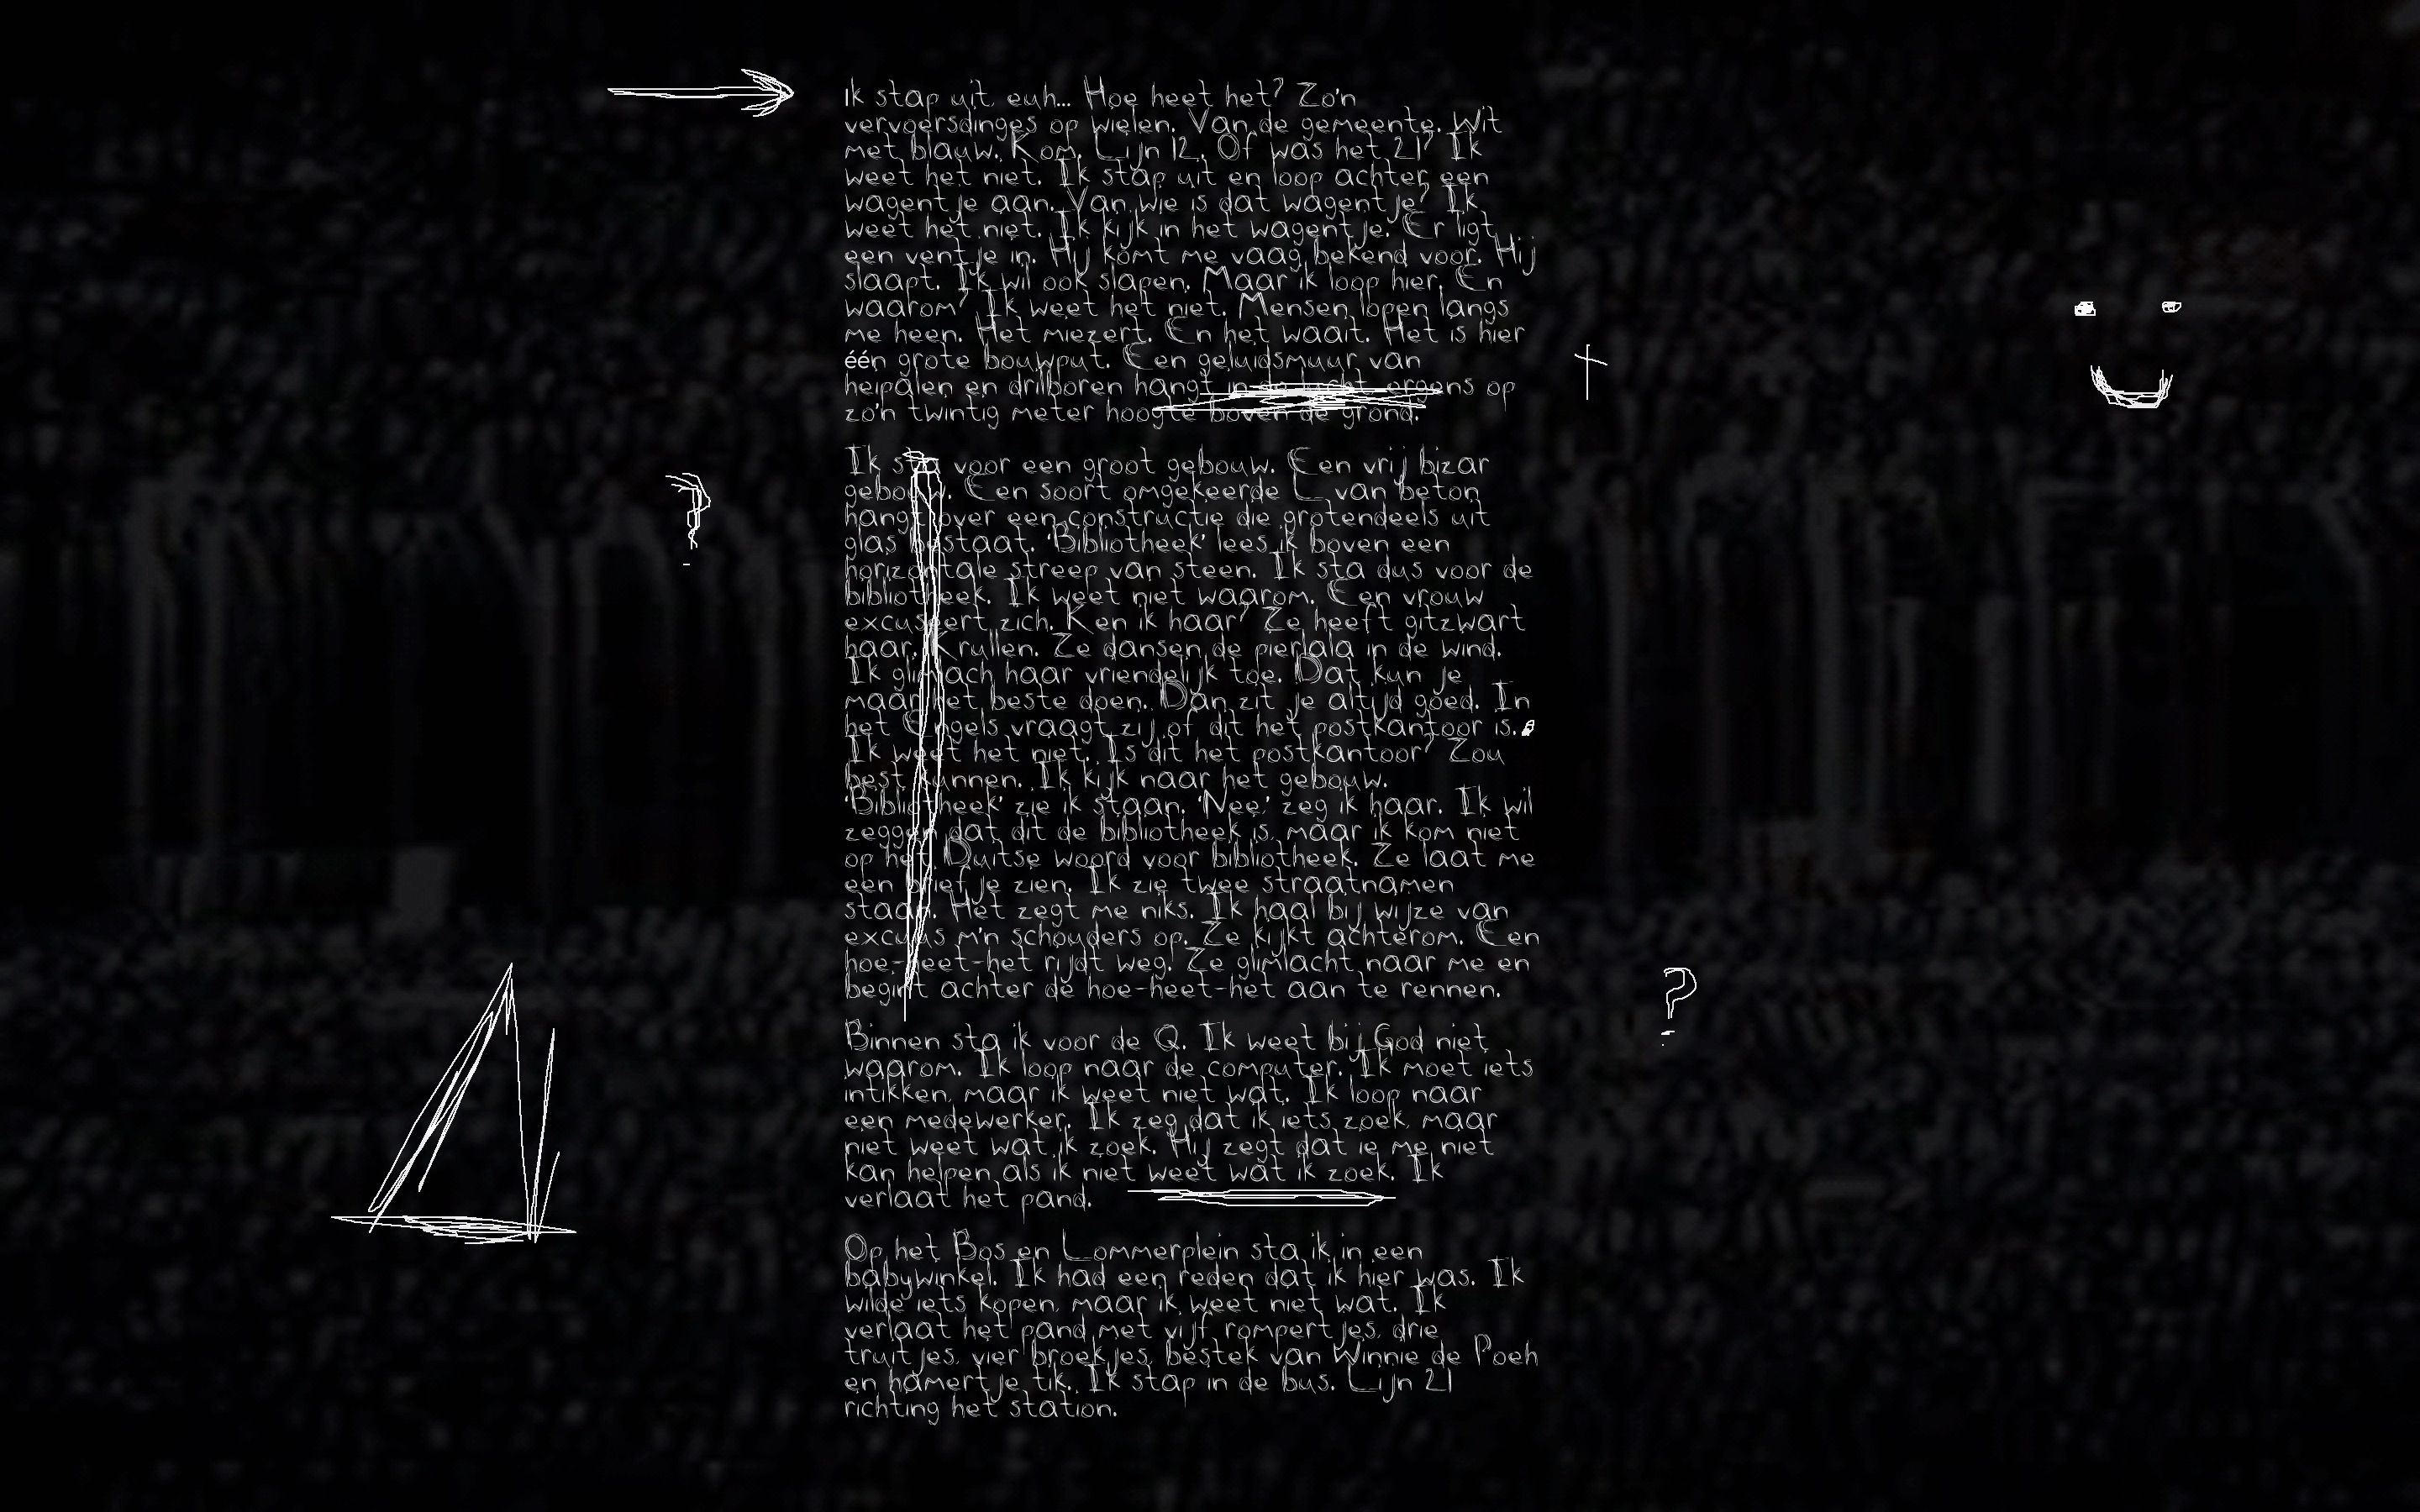 Ik stap uit, euh... Hoe heet het? Zo'n
vervoersdinges op wielen. Van de gemeente. Wit
met blauw. Kom. Lijn 12. Of was het 21? Ik
weet het niet. Ik stap uit en loop achter een
wagentje aan. Van wie is dat wagentje? Ik
weet het niet. Ik kijk in het wagentje. Er ligt
een ventje in. Hij komt me vaag bekend voor. Hij
slaapt. Ik wil ook slapen. Maar ik loop hier. En
waarom? Ik weet het niet. Mensen lopen langs
me heen. Het miezert. En het waait. Het is hier
één grote bouwput. Een geluidsmuur van
heipalen en drilboren hangt in de lucht ergens op
zo'n twintig meter hoogte boven de grond.
Ik sta voor een groot gebouw. Een vrij bizar
gebouw. Een soort omgekeerde L van beton
hangt over een constructie die grotendeels uit
glas bestaat. 'Bibliotheek' lees ik boven een
horizontale streep van steen. Ik sta dus voor de
bibliotheek. Ik weet niet waarom. Een vrouw
excuseert zich. Ken ik haar? Ze heeft gitzwart
haar. Krullen. Ze dansen de pierlala in de wind.
Ik glimlach haar vriendelijk toe. Dat kun je
maar het beste doen. Dan zit je altijd goed. In
het Engels vraagt zij of dit het postkantoor is.
Ik weet het niet. Is dit het postkantoor? Zou
best kunnen. Ik kijk naar het gebouw.
'Bibliotheek' zie ik staan. 'Nee,' zeg ik haar. Ik wil
zeggen dat dit de bibliotheek is, maar ik kom niet
op het Duitse woord voor bibliotheek. Ze laat me
een briefje zien. Ik zie twee straatnamen
staan. Het zegt me niks. Ik haal bij wijze van
excuus m'n schouders op. Ze kijkt achterom. Een
hoe-heet-het rijdt weg. Ze glimlacht naar me en
begint achter de hoe-heet-het aan te rennen.
Binnen sta ik voor de Q. Ik weet bij God niet
waarom. Ik loop naar de computer. Ik moet iets
intikken, maar ik weet niet wat. Ik loop naar
een medewerker. Ik zeg dat ik iets zoek, maar
niet weet wat ik zoek. Hij zegt dat ie me niet
kan helpen als ik niet weet wat ik zoek. Ik
verlaat het pand.
Op het Bos en Lommerplein sta ik in een
babywinkel. Ik had een reden dat ik hier was. Ik
wilde iets kopen, maar ik weet niet wat. Ik
verlaat het pand met vijf rompertjes, drie
truitjes, vier broekjes, bestek van Winnie de Poeh
en hamertje tik. Ik stap in de bus. Lijn 21
richting het station.
?
?